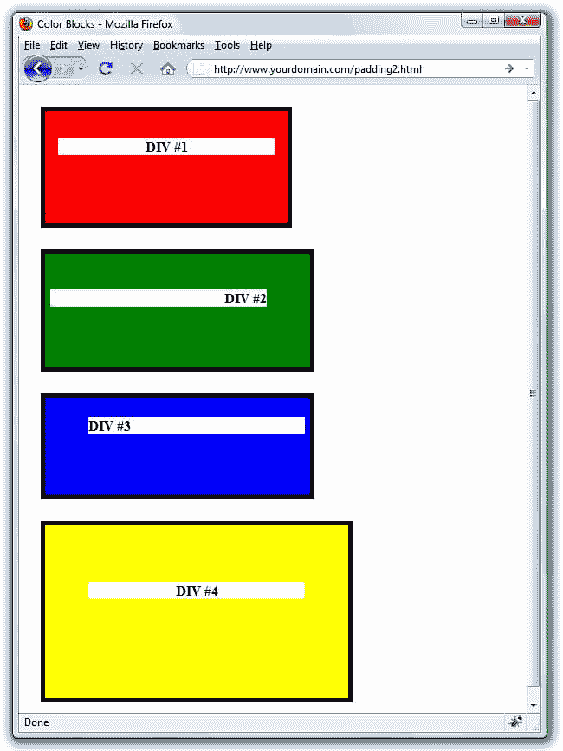 Color Blocks - Mozilla Firefox
File Edit View History Bookmarks Tools Help
http://www.yourdomain.com/padding2.html
DIV #1
DIV #2
DIV #3
DIV #4
Done